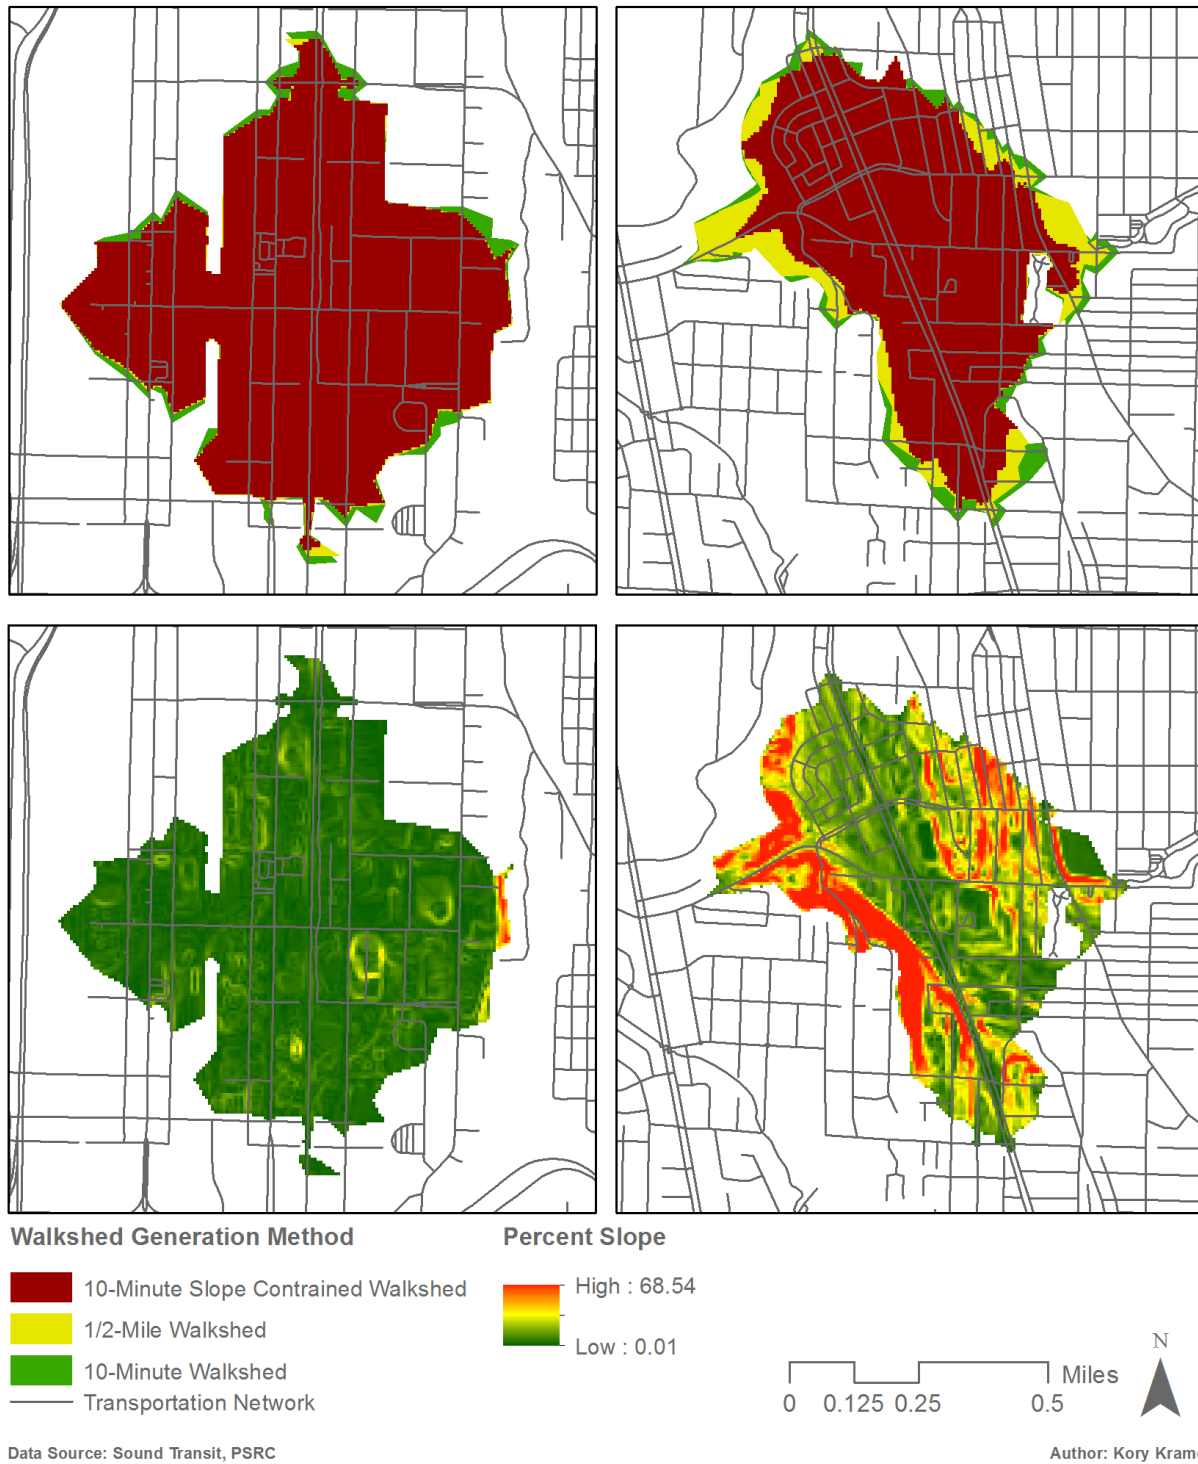 Walkshed Generation Method
10-Minute Slope Contrained Walkshed
1/2-Mile Walkshed
10-Minute Walkshed
Transportation Network
Percent Slope
High : 68.54
Low : 0.01
N
Miles
0 0.125 0.25 0.5
Data Source: Sound Transit, PSRC
Author: Kory Krame